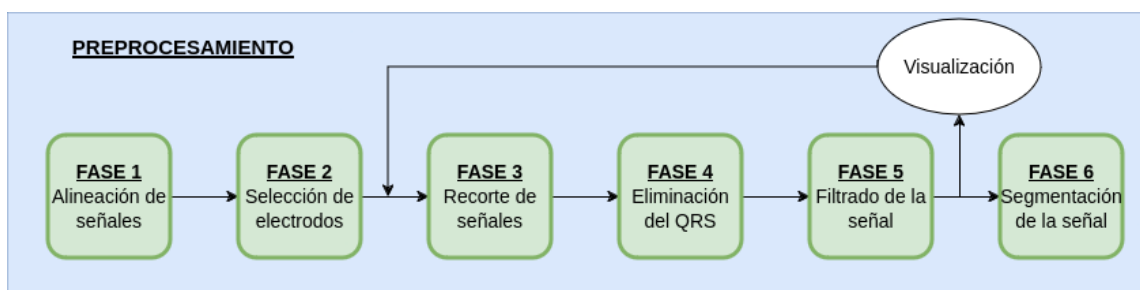 PREPROCESAMIENTO
Visualización
FASE 1
Alineación de
señales
FASE 2
Selección de
electrodos
FASE 3
Recorte de
señales
FASE 4
Eliminación
del QRS
FASE 5
Filtrado de la
señal
FASE 6
Segmentación
de la señal